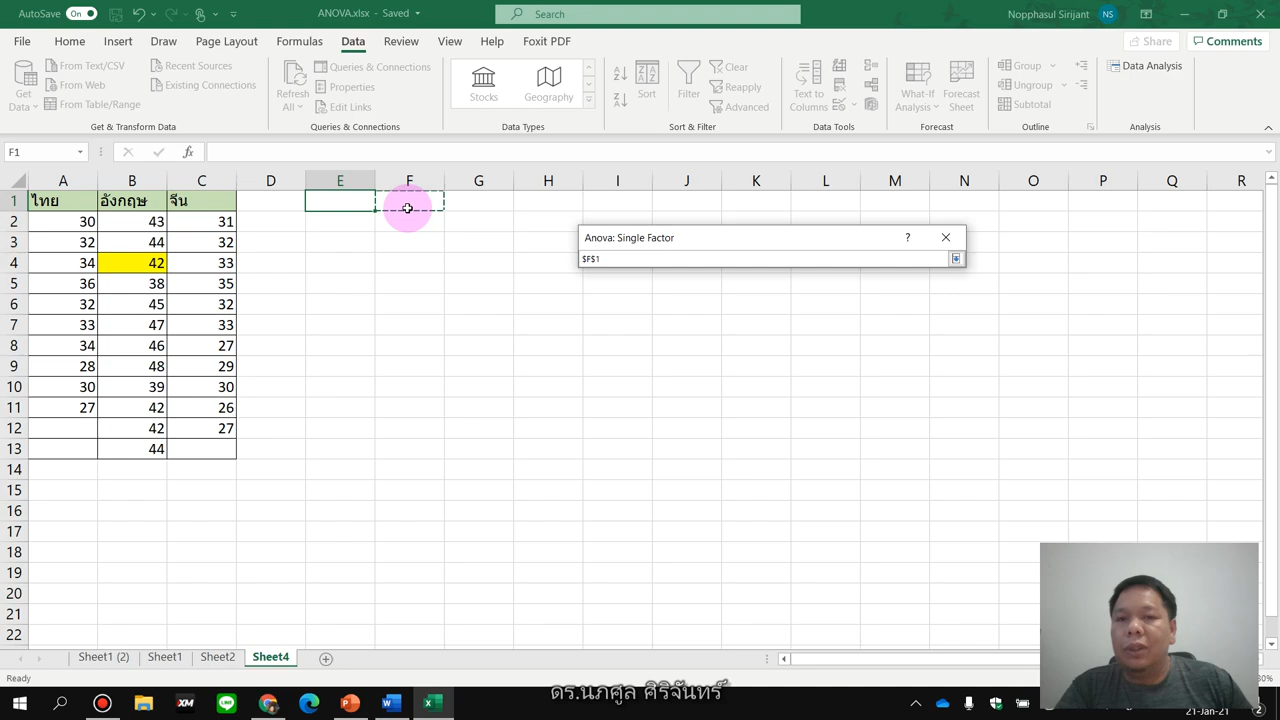 AutoSave On
ANOVA.xlsx - Saved
Search
Nopphasul Sirijant NS
File Home Insert Draw Page Layout Formulas Data Review View Help Foxit PDF
Share Comments
Get Data
From Text/CSV
From Web
From Table/Range
Recent Sources
Existing Connections
Get & Transform Data
Refresh All
Queries & Connections
Properties
Edit Links
Queries & Connections
Stocks Geography
Data Types
Sort Filter
Clear
Reapply
Advanced
Sort & Filter
Text to Columns
Data Tools
What-If Analysis
Forecast Sheet
Forecast
Group
Ungroup
Subtotal
Outline
Data Analysis
Analysis
F1 fx
A B C D E F G H I J K L M N O P Q R
1 ไทย อังกฤษ จีน
2 30 43 31
3 32 44 32
4 34 42 33
5 36 38 35
6 32 45 32
7 33 47 33
8 34 46 27
9 28 48 29
10 30 39 30
11 27 42 26
12 42 27
13 44
14
15
16
17
18
19
20
21
22
Anova: Single Factor ?
$F$1
Sheet1 (2) Sheet1 Sheet2 Sheet4
Ready
ดร.นภศูล ศิริจันทร์
21-Jan-21